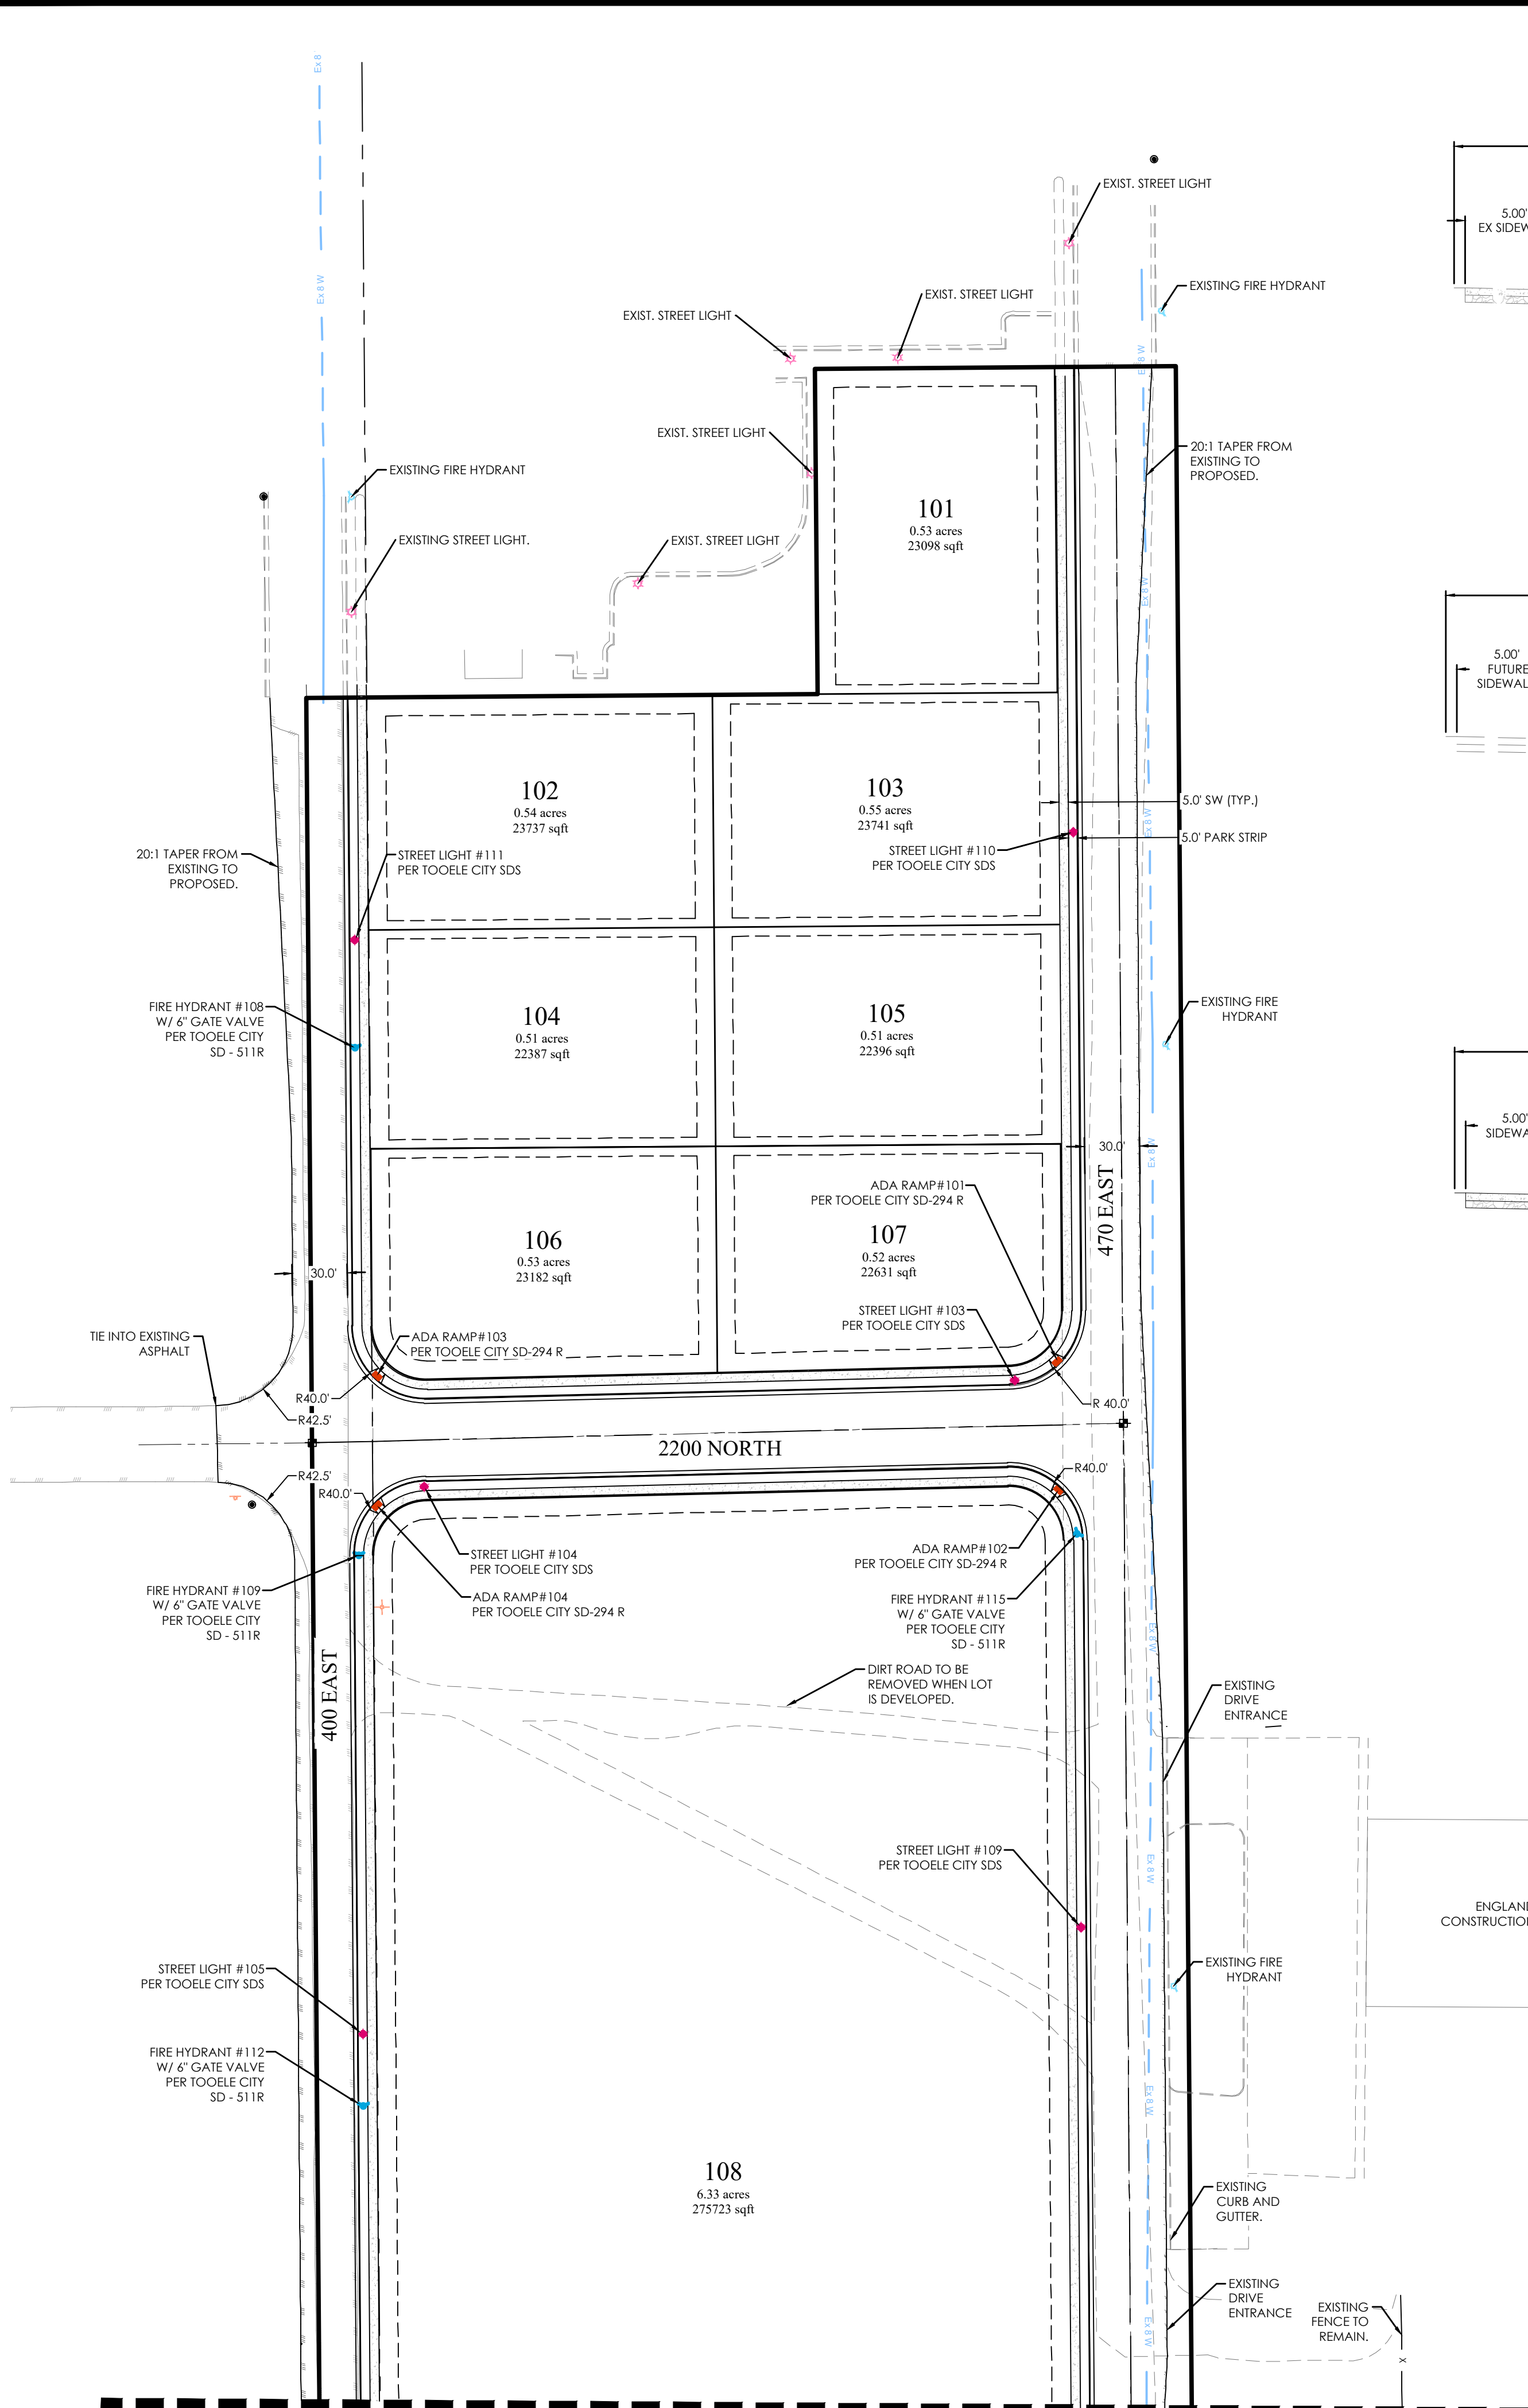 Ex 8
EXIST. STREET LIGHT
5.00'
EX SIDEW
Ex 8 W
EXISTING FIRE HYDRANT
EXIST. STREET LIGHT
EXIST. STREET LIGHT
Ex 8 W
EXIST. STREET LIGHT
20:1 TAPER FROM
EXISTING TO
PROPOSED.
EXISTING FIRE HYDRANT
101
0.53 acres
23098 sqft
EXISTING STREET LIGHT.
EXIST. STREET LIGHT
Ex 8 W
5.00'
FUTURE
SIDEWAL
102
0.54 acres
23737 sqft
103
0.55 acres
23741 sqft
5.0' SW (TYP.)
Ex 8 W
5.0' PARK STRIP
20:1 TAPER FROM
EXISTING TO
PROPOSED.
STREET LIGHT #111
PER TOOELE CITY SDS
STREET LIGHT #110
PER TOOELE CITY SDS
FIRE HYDRANT #108
W/ 6" GATE VALVE
PER TOOELE CITY
SD - 511R
104
0.51 acres
22387 sqft
105
0.51 acres
22396 sqft
EXISTING FIRE
HYDRANT
5.00'
SIDEWA
30.0'
Ex 8 W
ADA RAMP#101
PER TOOELE CITY SD-294 R
470 EAST
106
0.53 acres
23182 sqft
107
0.52 acres
22631 sqft
30.0'
STREET LIGHT #103
PER TOOELE CITY SDS
TIE INTO EXISTING
ASPHALT
ADA RAMP#103
PER TOOELE CITY SD-294 R
R40.0'
R 40.0'
R42.5'
2200 NORTH
R42.5'
R40.0'
R40.0'
STREET LIGHT #104
PER TOOELE CITY SDS
ADA RAMP#102
PER TOOELE CITY SD-294 R
FIRE HYDRANT #109
W/ 6" GATE VALVE
PER TOOELE CITY
SD - 511R
ADA RAMP#104
PER TOOELE CITY SD-294 R
FIRE HYDRANT #115
W/ 6" GATE VALVE
PER TOOELE CITY
SD - 511R
Ex 8 W
400 EAST
DIRT ROAD TO BE
REMOVED WHEN LOT
IS DEVELOPED.
EXISTING
DRIVE
ENTRANCE
STREET LIGHT #109
PER TOOELE CITY SDS
Ex 8 W
ENGLAND
CONSTRUCTION
STREET LIGHT #105
PER TOOELE CITY SDS
EXISTING FIRE
HYDRANT
FIRE HYDRANT #112
W/ 6" GATE VALVE
PER TOOELE CITY
SD - 511R
Ex 8 W
108
6.33 acres
275723 sqft
EXISTING
CURB AND
GUTTER.
EXISTING
DRIVE
ENTRANCE
EXISTING
FENCE TO
REMAIN.
Ex 8 W
X